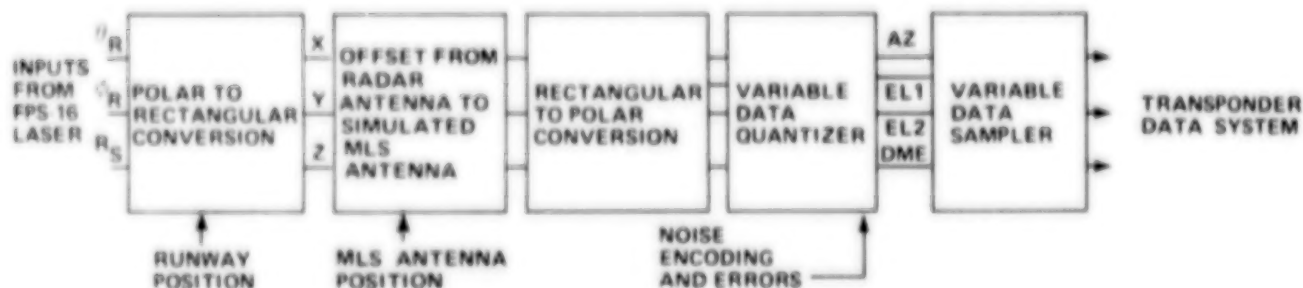 INPUTS
FROM
FPS 16
LASER
θR
ϕR
RS
POLAR TO
RECTANGULAR
CONVERSION
X
Y
Z
OFFSET FROM
RADAR
ANTENNA TO
SIMULATED
MLS
ANTENNA
RECTANGULAR
TO POLAR
CONVERSION
VARIABLE
DATA
QUANTIZER
AZ
EL1
EL2
DME
VARIABLE
DATA
SAMPLER
TRANSPONDER
DATA SYSTEM
RUNWAY
POSITION
MLS ANTENNA
POSITION
NOISE
ENCODING
AND ERRORS